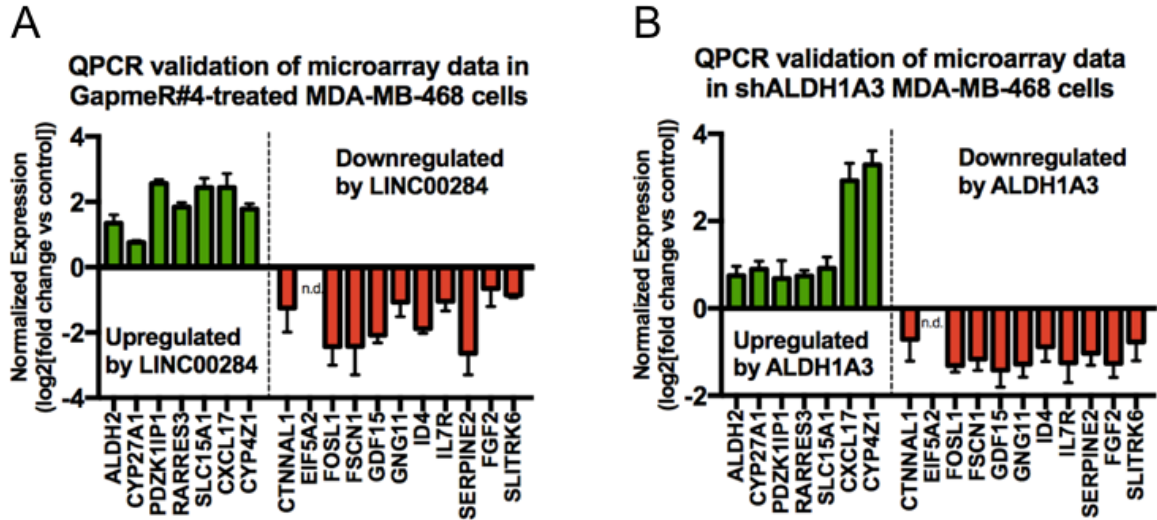 A
QPCR validation of microarray data in
GapmeR#4-treated MDA-MB-468 cells
Normalized Expression
(log2[fold change vs control])
4
2
0
-2
-4
Downregulated
by LINC00284
n.d.
Upregulated
by LINC00284
ALDH2
CYP27A1
PDZK1IP1
RARRES3
SLC15A1
CXCL17
CYP4Z1
CTNNAL1
EIF5A2
FOSL1
FSCN1
GDF15
GNG11
ID4
IL7R
SERPINE2
FGF2
SLITRK6
B
QPCR validation of microarray data
in shALDH1A3 MDA-MB-468 cells
Normalized Expression
(log2[fold change vs control])
4
2
0
-2
Downregulated
by ALDH1A3
n.d.
Upregulated
by ALDH1A3
ALDH2
CYP27A1
PDZK1IP1
RARRES3
SLC15A1
CXCL17
CYP4Z1
CTNNAL1
EIF5A2
FOSL1
FSCN1
GDF15
GNG11
ID4
IL7R
SERPINE2
FGF2
SLITRK6